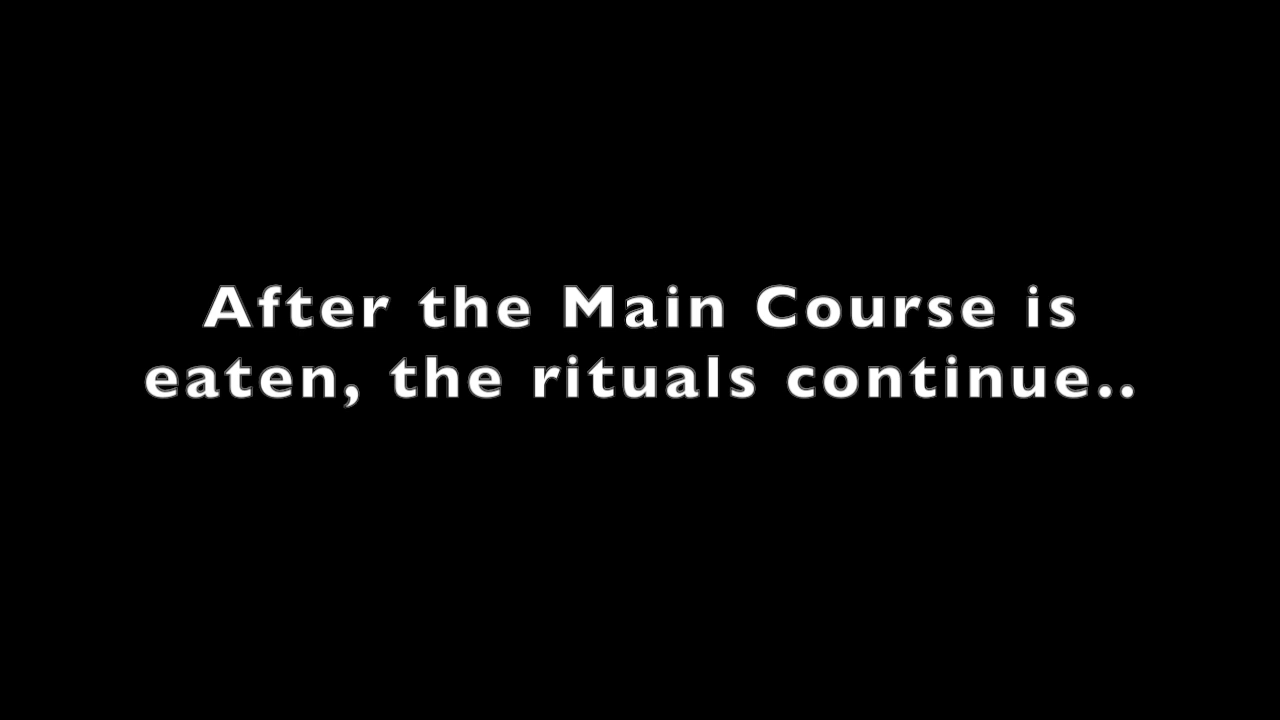 After the Main Course is
eaten, the rituals continue..